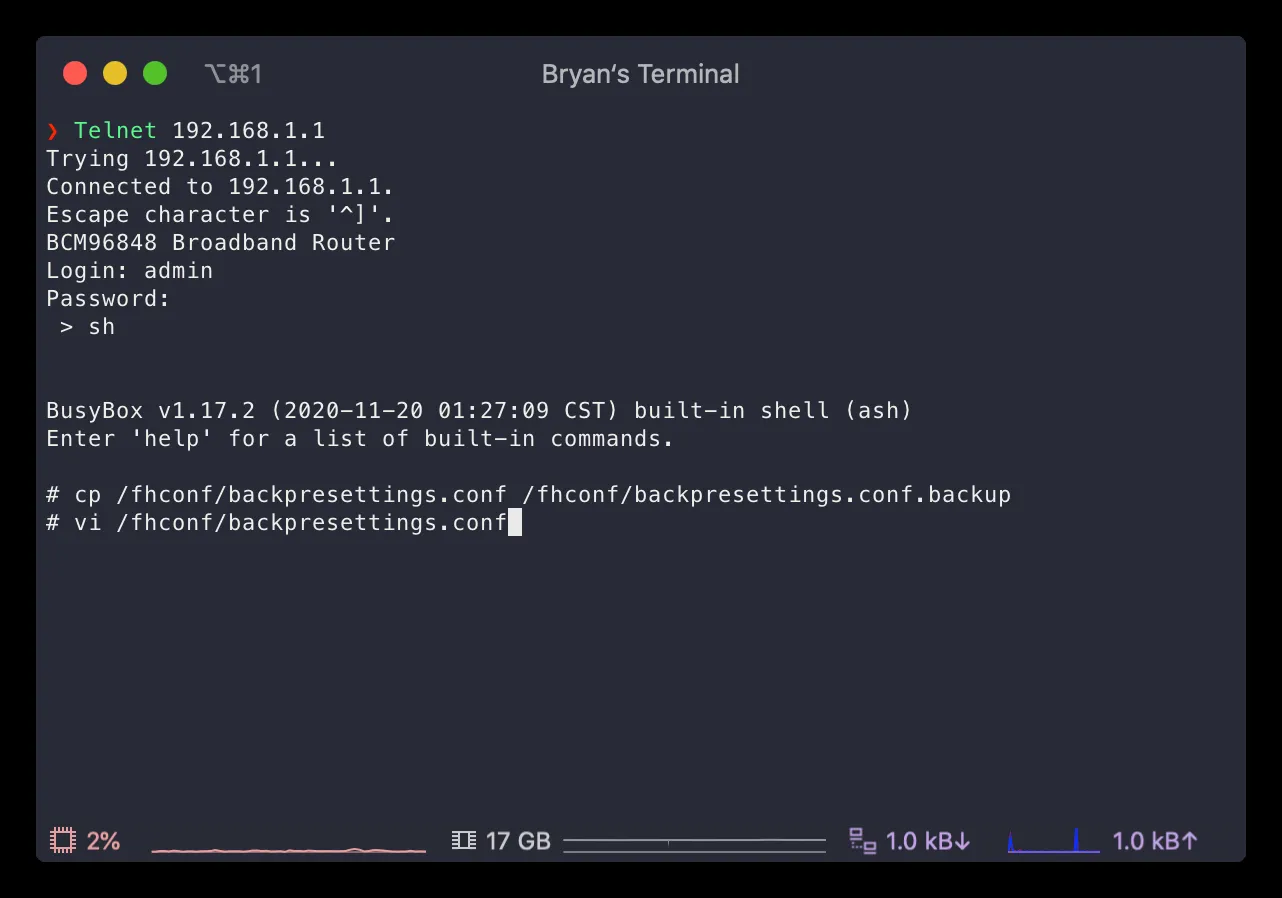 ⌥⌘1 Bryan‘s Terminal
❯ Telnet 192.168.1.1
Trying 192.168.1.1...
Connected to 192.168.1.1.
Escape character is '^]'.
BCM96848 Broadband Router
Login: admin
Password:
 > sh
BusyBox v1.17.2 (2020-11-20 01:27:09 CST) built-in shell (ash)
Enter 'help' for a list of built-in commands.
# cp /fhconf/backpresettings.conf /fhconf/backpresettings.conf.backup
# vi /fhconf/backpresettings.conf
2% 17 GB 1.0 kB↓ 1.0 kB↑